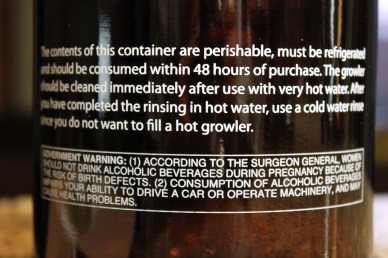 The contents of this container are perishable, must be refrigerated
and should be consumed within 48 hours of purchase. The growler
should be cleaned immediately after use with very hot water. After
you have completed the rinsing in hot water, use a cold water rinse
since you do not want to fill a hot growler.
GOVERNMENT WARNING: (1) ACCORDING TO THE SURGEON GENERAL, WOMEN
SHOULD NOT DRINK ALCOHOLIC BEVERAGES DURING PREGNANCY BECAUSE OF
THE RISK OF BIRTH DEFECTS. (2) CONSUMPTION OF ALCOHOLIC BEVERAGES
IMPAIRS YOUR ABILITY TO DRIVE A CAR OR OPERATE MACHINERY, AND MAY
CAUSE HEALTH PROBLEMS.